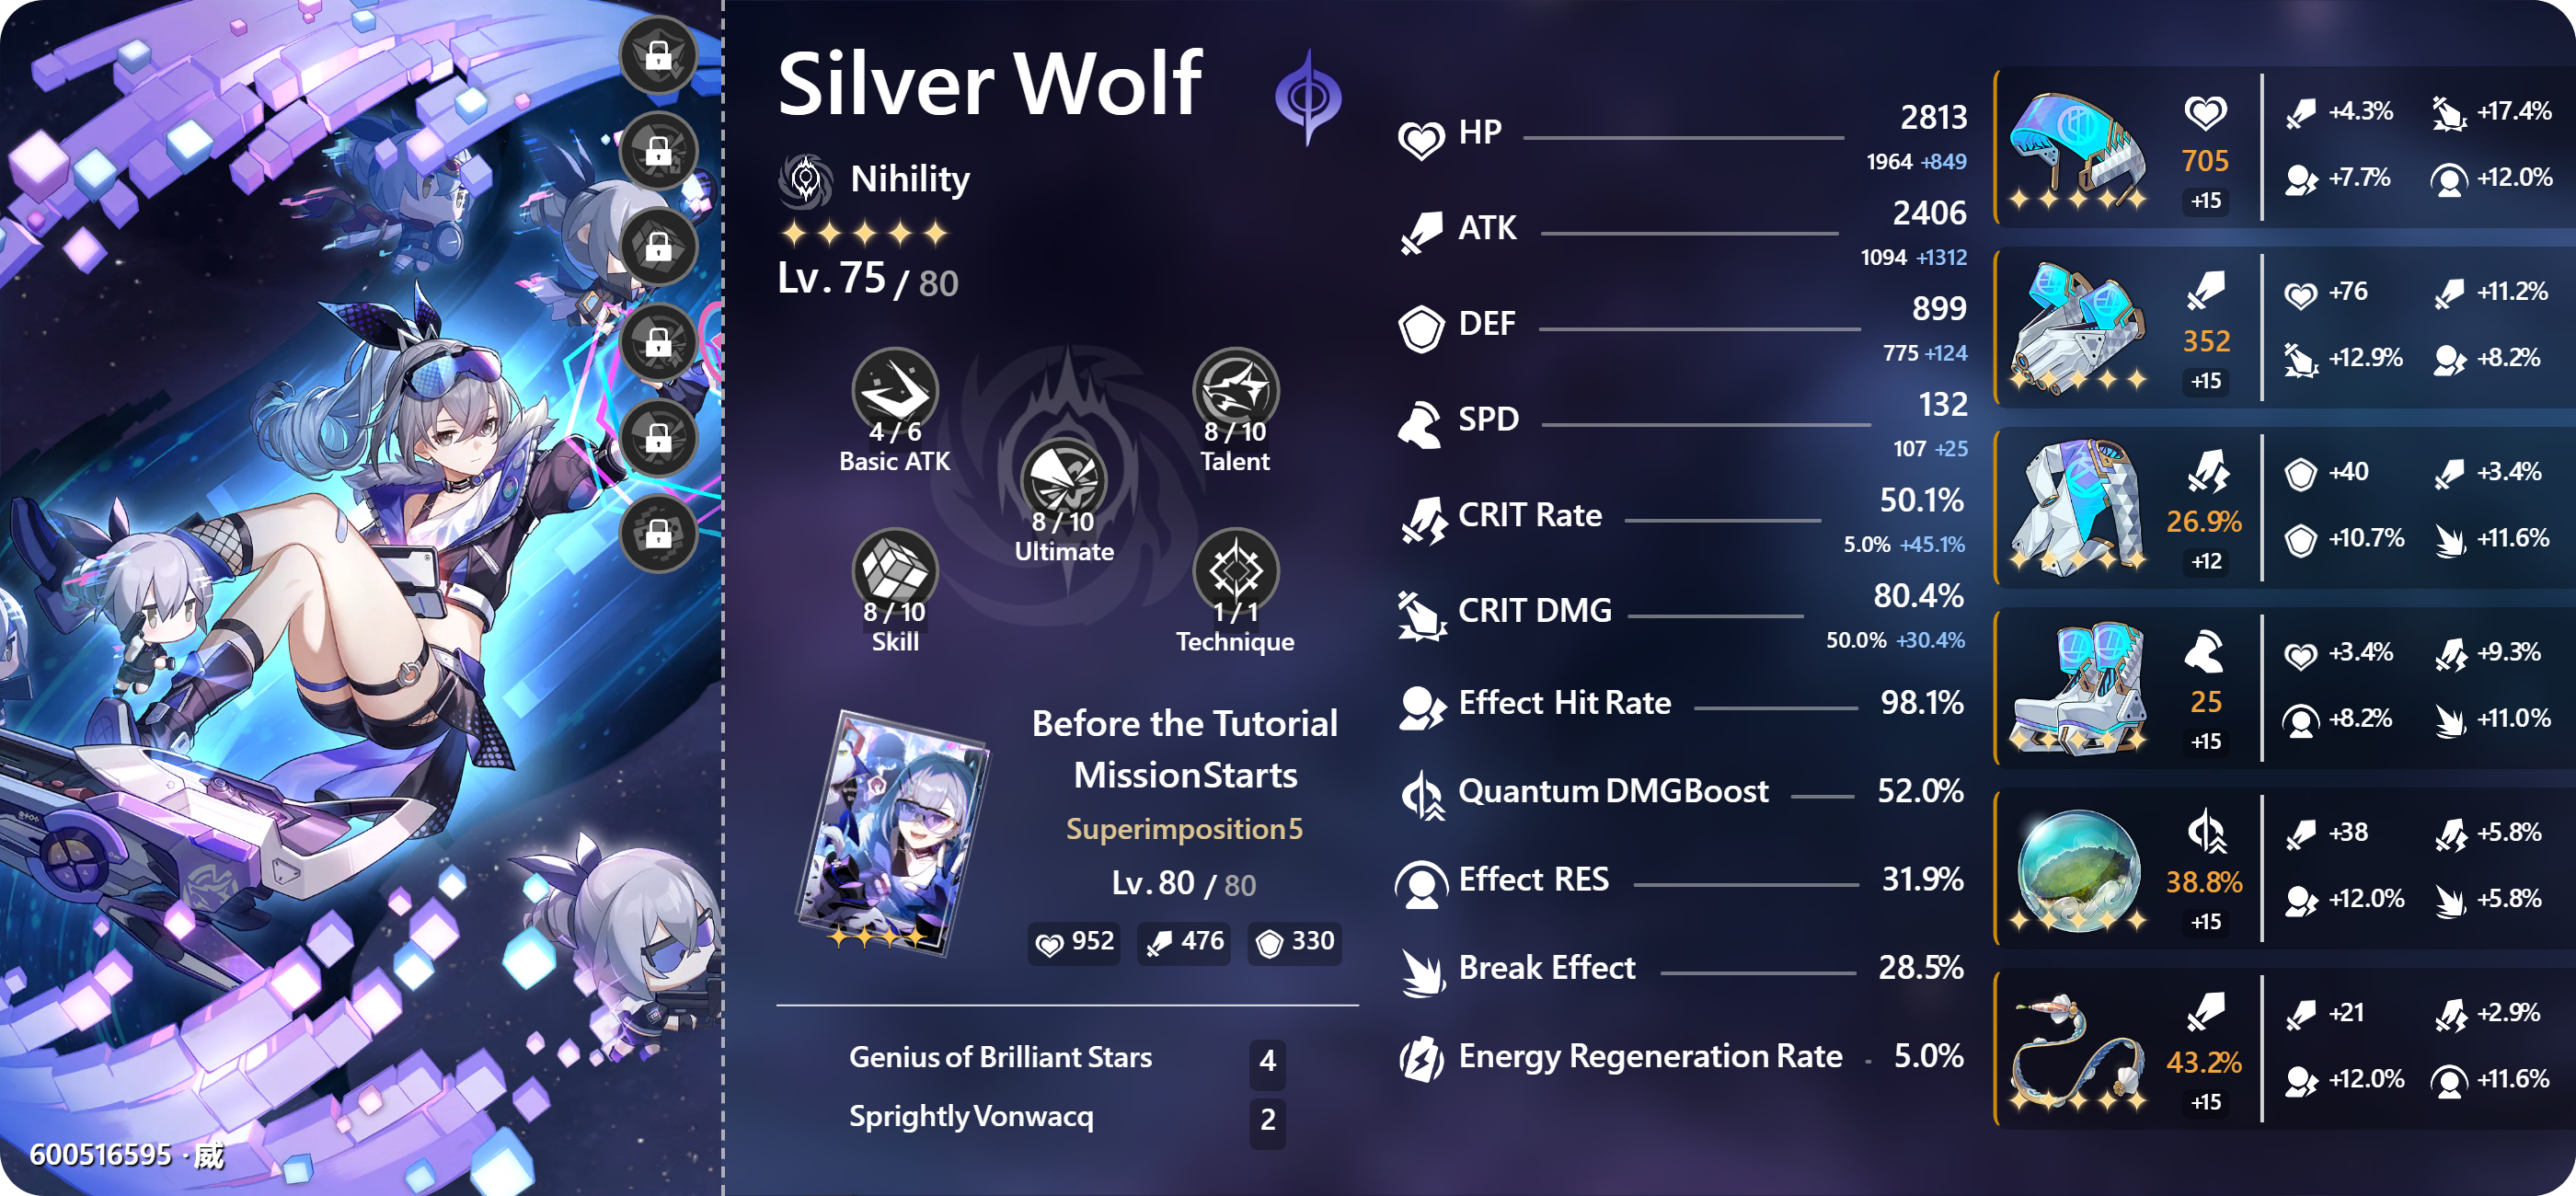 Silver Wolf
Nihility
Lv. 75 / 80
4 / 6
Basic ATK
8 / 10
Talent
8 / 10
Ultimate
8 / 10
Skill
1 / 1
Technique
Before the Tutorial
Mission Starts
Superimposition 5
Lv. 80 / 80
952 476 330
Genius of Brilliant Stars 4
Sprightly Vonwacq 2
600516595 · 威
HP 2813
1964 +849
ATK 2406
1094 +1312
DEF 899
775 +124
SPD 132
107 +25
CRIT Rate 50.1%
5.0% +45.1%
CRIT DMG 80.4%
50.0% +30.4%
Effect Hit Rate 98.1%
Quantum DMG Boost 52.0%
Effect RES 31.9%
Break Effect 28.5%
Energy Regeneration Rate 5.0%
705
+15
+4.3% +17.4%
+7.7% +12.0%
352
+15
+76 +11.2%
+12.9% +8.2%
26.9%
+12
+40 +3.4%
+10.7% +11.6%
25
+15
+3.4% +9.3%
+8.2% +11.0%
38.8%
+15
+38 +5.8%
+12.0% +5.8%
43.2%
+15
+21 +2.9%
+12.0% +11.6%